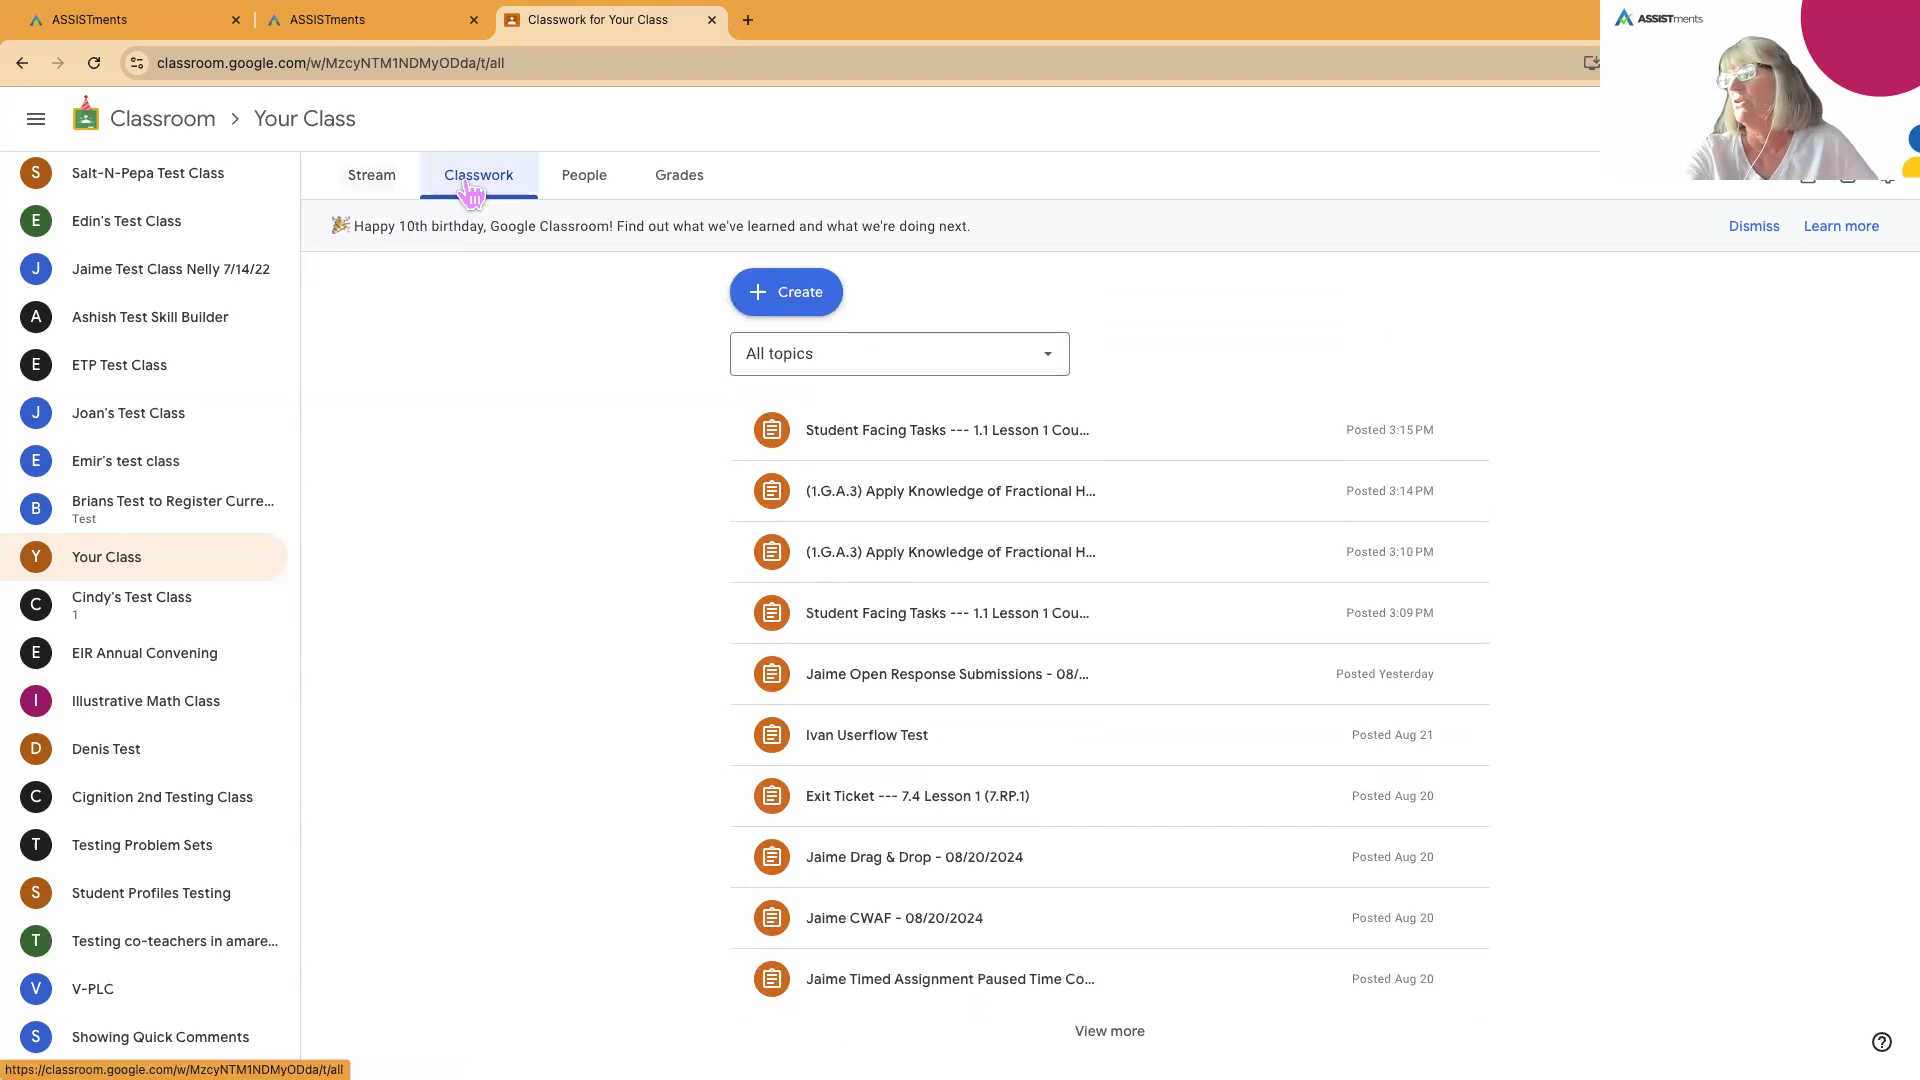 ASSISTments
ASSISTments
Classwork for Your Class
ASSISTments
classroom.google.com/w/MzcyNTM1NDMyODda/t/all
Classroom > Your Class
Salt-N-Pepa Test Class
Edin's Test Class
Jaime Test Class Nelly 7/14/22
Ashish Test Skill Builder
ETP Test Class
Joan's Test Class
Emir's test class
Brians Test to Register Curre...
Test
Your Class
Cindy's Test Class
1
EIR Annual Convening
Illustrative Math Class
Denis Test
Cignition 2nd Testing Class
Testing Problem Sets
Student Profiles Testing
Testing co-teachers in amare...
V-PLC
Showing Quick Comments
https://classroom.google.com/w/MzcyNTM1NDMyODda/t/all
Stream
Classwork
People
Grades
Happy 10th birthday, Google Classroom! Find out what we've learned and what we're doing next.
Dismiss
Learn more
Create
All topics
Student Facing Tasks --- 1.1 Lesson 1 Cou...
Posted 3:15 PM
(1.G.A.3) Apply Knowledge of Fractional H...
Posted 3:14 PM
(1.G.A.3) Apply Knowledge of Fractional H...
Posted 3:10 PM
Student Facing Tasks --- 1.1 Lesson 1 Cou...
Posted 3:09 PM
Jaime Open Response Submissions - 08/...
Posted Yesterday
Ivan Userflow Test
Posted Aug 21
Exit Ticket --- 7.4 Lesson 1 (7.RP.1)
Posted Aug 20
Jaime Drag & Drop - 08/20/2024
Posted Aug 20
Jaime CWAF - 08/20/2024
Posted Aug 20
Jaime Timed Assignment Paused Time Co...
Posted Aug 20
View more